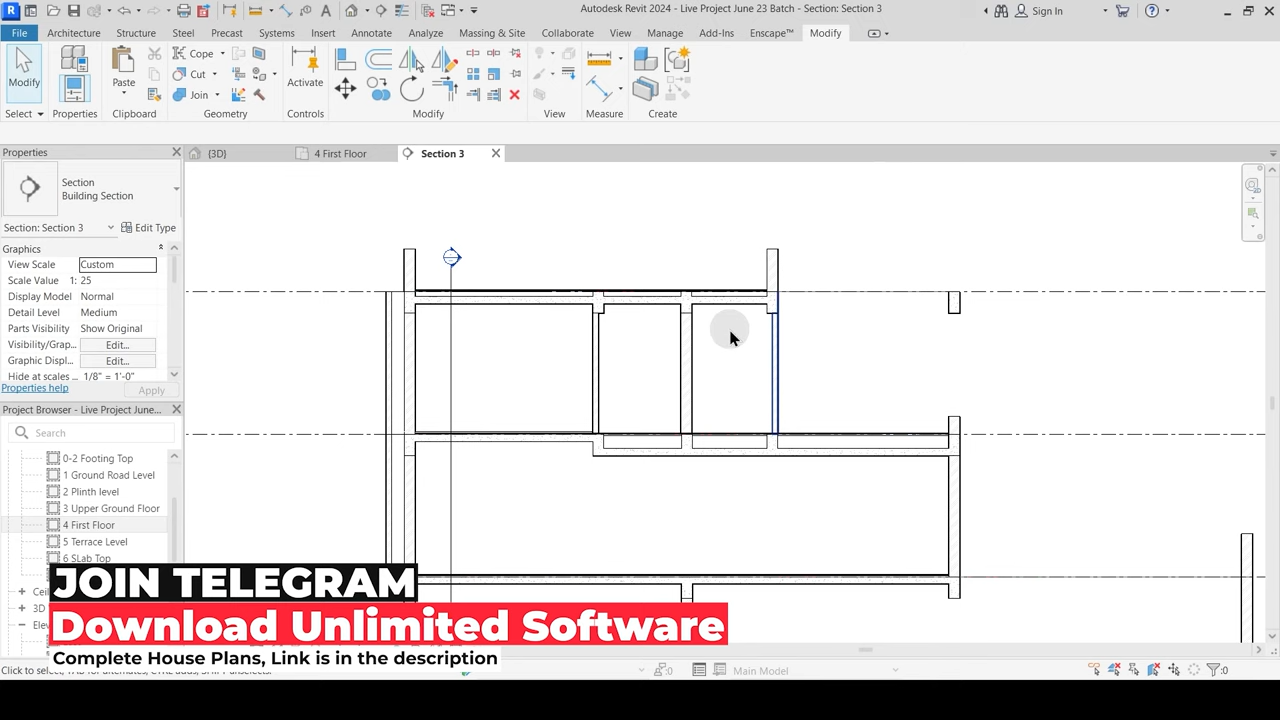 Autodesk Revit 2024 - Live Project June 23 Batch - Section: Section 3
Sign In
File Architecture Structure Steel Precast Systems Insert Annotate Analyze Massing & Site Collaborate View Manage Add-Ins Enscape™ Modify
Modify
Paste
Cope
Cut
Join
Activate
Select Properties Clipboard Geometry Controls Modify View Measure Create
Properties
{3D}
4 First Floor
Section 3
Section
Building Section
Section: Section 3
Edit Type
Graphics
View Scale Custom
Scale Value 1: 25
Display Model Normal
Detail Level Medium
Parts Visibility Show Original
Visibility/Grap... Edit...
Graphic Displ... Edit...
Hide at scales ... 1/8" = 1'-0"
Properties help
Apply
Project Browser - Live Project June...
Search
0-2 Footing Top
1 Ground Road Level
2 Plinth level
3 Upper Ground Floor
4 First Floor
5 Terrace Level
6 SLab Top
JOIN TELEGRAM
Download Unlimited Software
Complete House Plans, Link is in the description
:0
Main Model
:0